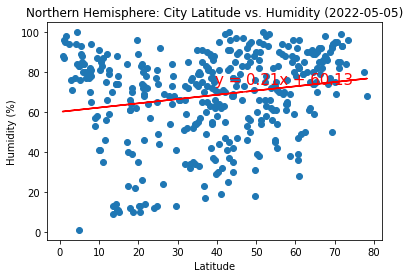 Northern Hemisphere: City Latitude vs. Humidity (2022-05-05)
100
80
60
40
20
0
Humidity (%)
y = 0.21x + 60.13
0 10 20 30 40 50 60 70 80
Latitude